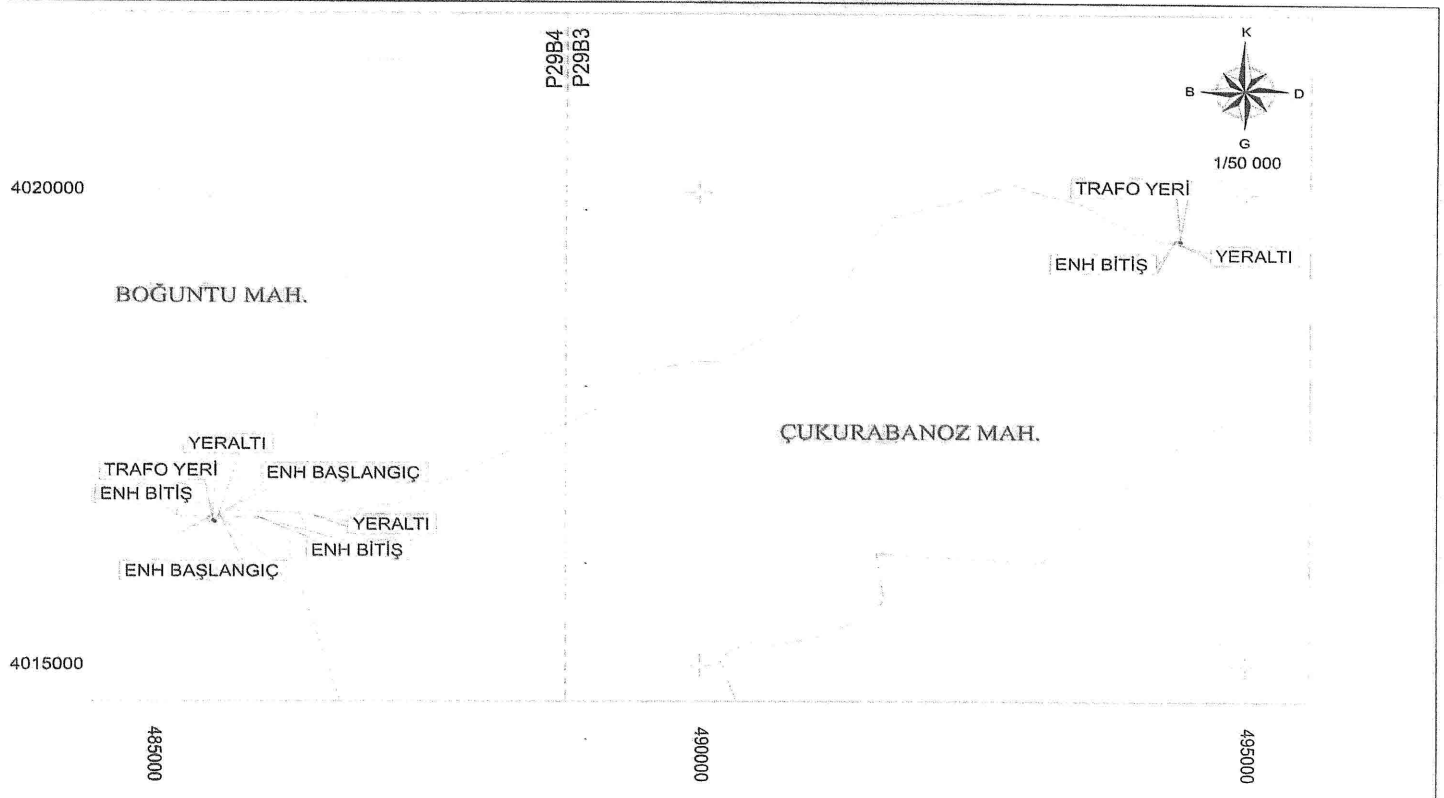 P29B4
P29B3
K
B
D
G
1/50 000
4020000
TRAFO YERİ
ENH BİTİŞ
YERALTI
BOĞUNTU MAH.
ÇUKURABANOZ MAH.
YERALTI
TRAFO YERİ
ENH BAŞLANGIÇ
ENH BİTİŞ
YERALTI
ENH BİTİŞ
ENH BAŞLANGIÇ
4015000
485000
490000
495000